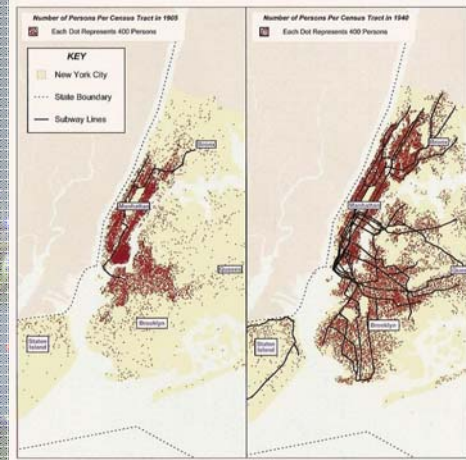 Number of Persons Per Census Tract in 1905
Each Dot Represents 400 Persons
KEY
New York City
State Boundary
Subway Lines
Manhattan
Queens
Brooklyn
Staten
Island
Number of Persons Per Census Tract in 1940
Each Dot Represents 400 Persons
Bronx
Manhattan
Brooklyn
Staten
Island